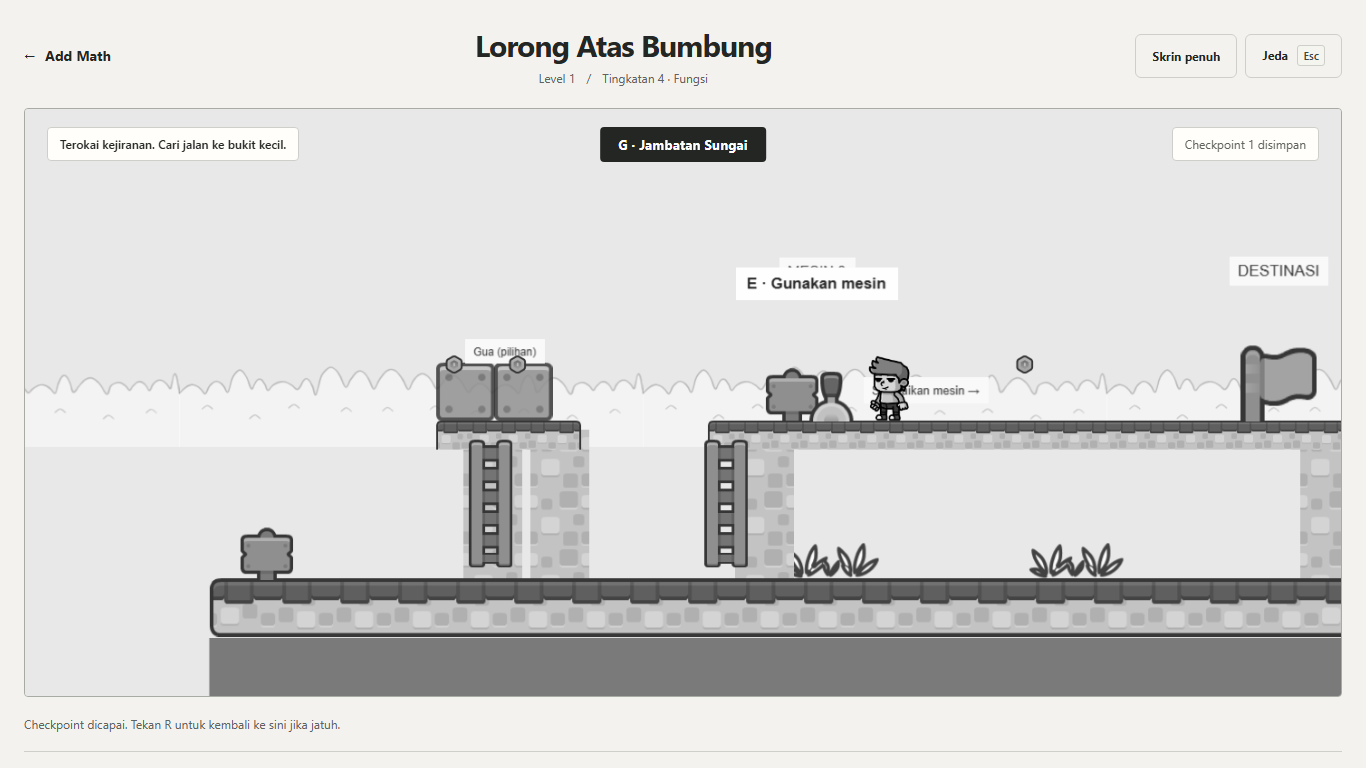 ← Add Math
Lorong Atas Bumbung
Level 1 / Tingkatan 4 · Fungsi
Skrin penuh
Jeda Esc
Terokai kejiranan. Cari jalan ke bukit kecil.
G · Jambatan Sungai
Checkpoint 1 disimpan
E · Gunakan mesin
DESTINASI
Gua (pilihan)
mesin →
Checkpoint dicapai. Tekan R untuk kembali ke sini jika jatuh.